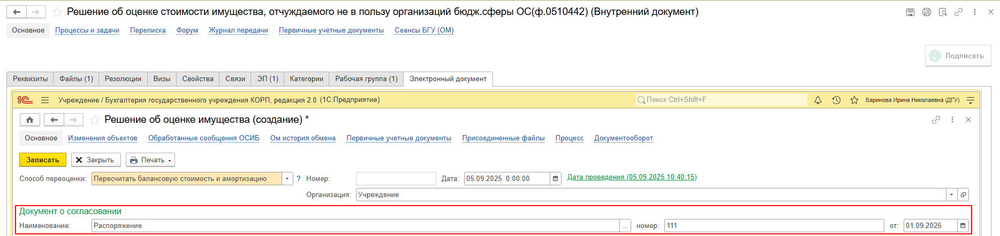 Решение об оценке стоимости имущества, отчуждаемого не в пользу организаций бюдж.сферы ОС(ф.0510442) (Внутренний документ)
Основное Процессы и задачи Переписка Форум Журнал передачи Первичные учетные документы Сеансы БГУ (ОМ)
Подписать
Реквизиты Файлы (1) Резолюции Визы Свойства Связи ЭП (1) Категории Рабочая группа (1) Электронный документ
1С Учреждение / Бухгалтерия государственного учреждения КОРП, редакция 2.0 (1С:Предприятие) Поиск Ctrl+Shift+F Баринова Ирина Николаевна (ДГУ)
Решение об оценке имущества (создание) *
Основное Изменения объектов Обработанные сообщения ОСИБ Ом история обмена Первичные учетные документы Присоединенные файлы Процесс Документооборот
Записать Закрыть Печать
Способ переоценки: Пересчитать балансовую стоимость и амортизацию ? Номер: Дата: 05.09.2025 0:00:00 Дата проведения (05.09.2025 10:40:15)
Организация: Учреждение
Документ о согласовании
Наименование: Распоряжение ... номер: 111 от: 01.09.2025